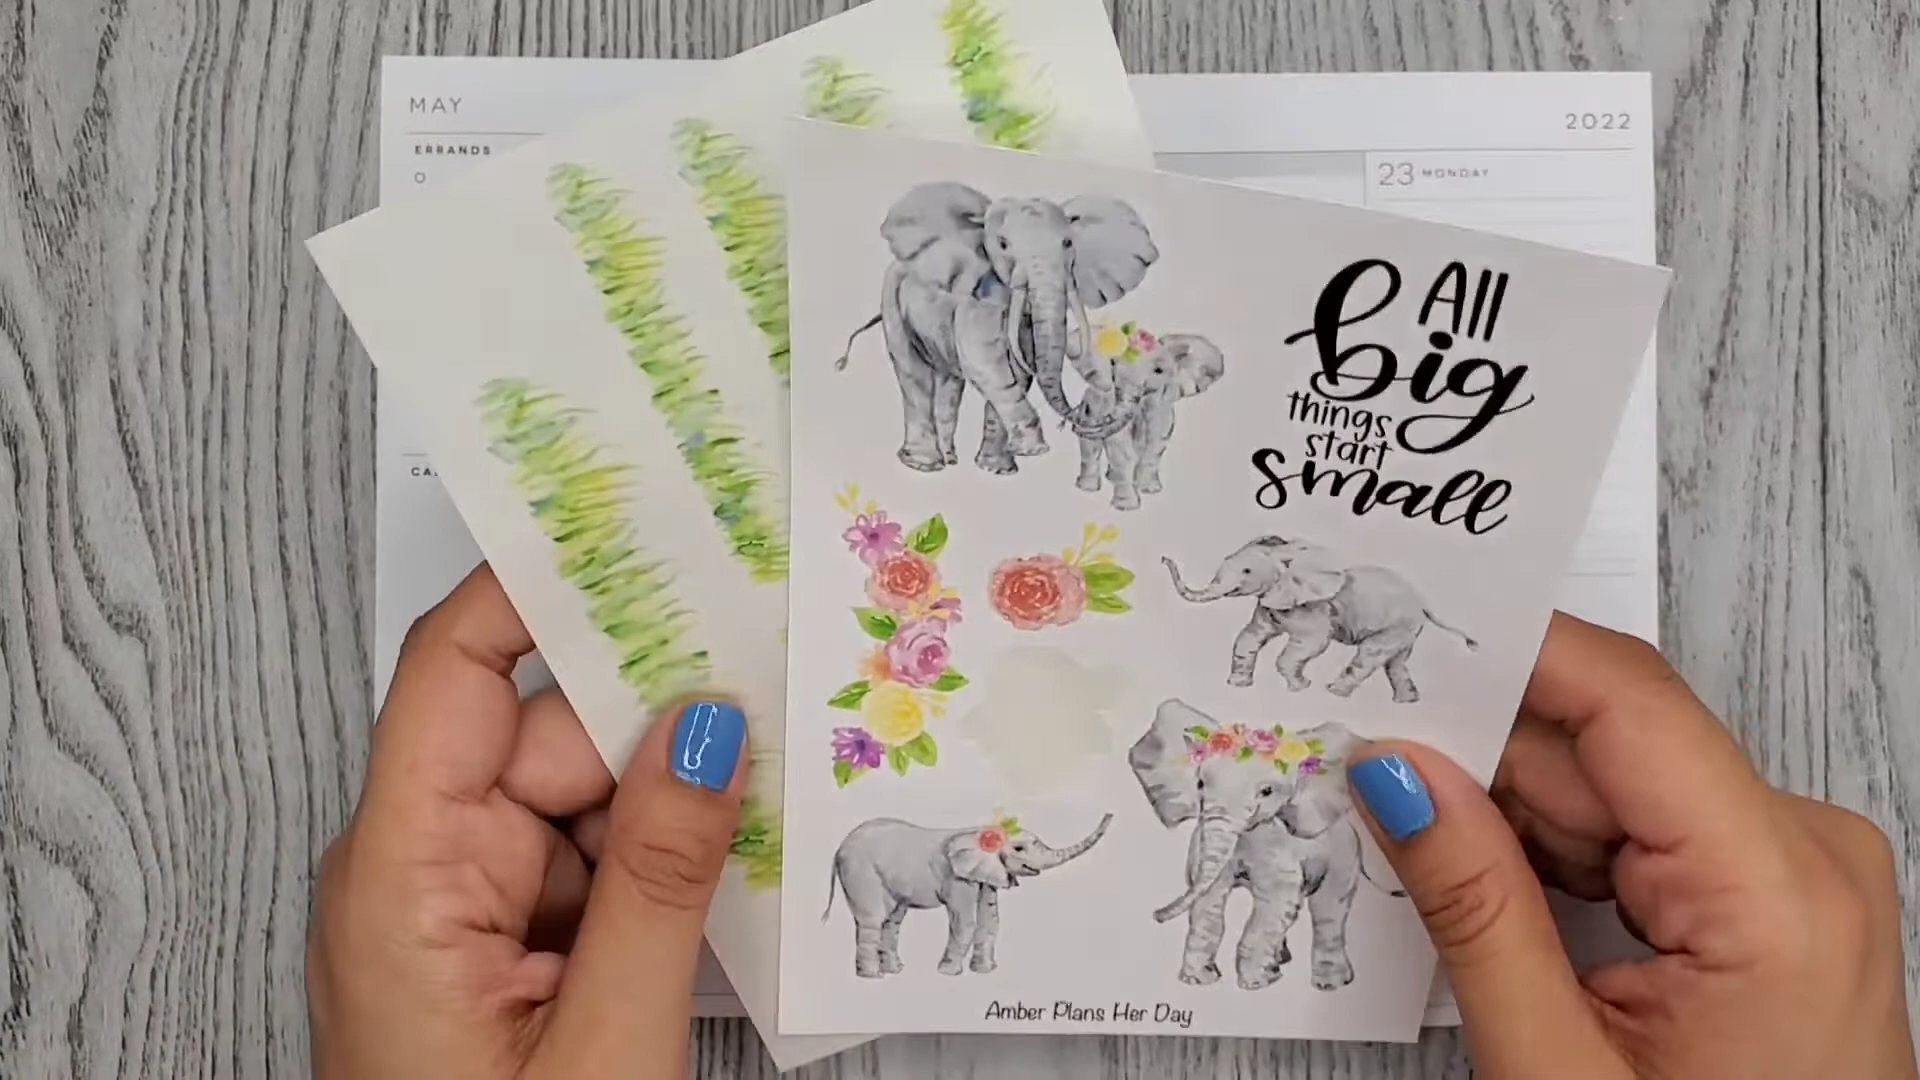 MAY
2022
ERRANDS
23 MONDAY
All
big
things
start
small
Amber Plans Her Day